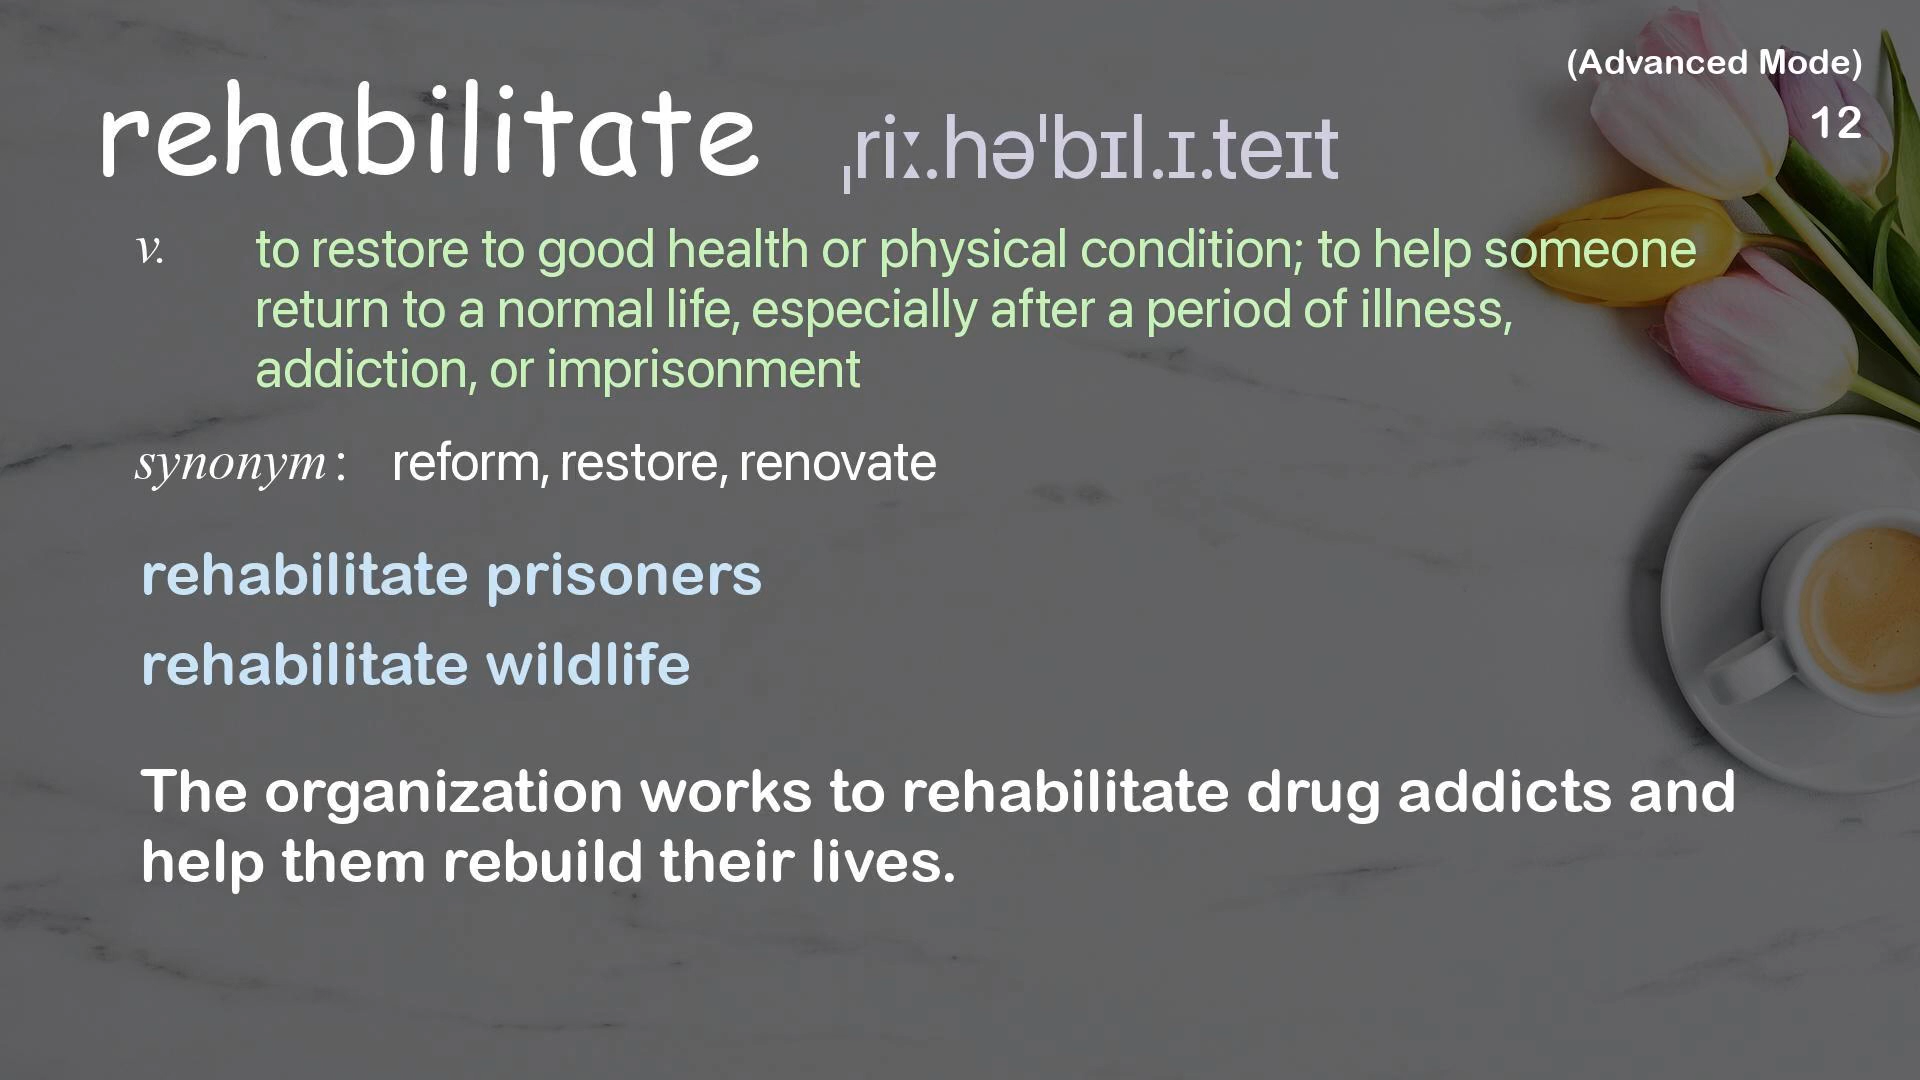 (Advanced Mode)
rehabilitate ˌriː.həˈbɪl.ɪ.teɪt
12
v. to restore to good health or physical condition; to help someone
return to a normal life, especially after a period of illness,
addiction, or imprisonment
synonym : reform, restore, renovate
rehabilitate prisoners
rehabilitate wildlife
The organization works to rehabilitate drug addicts and
help them rebuild their lives.